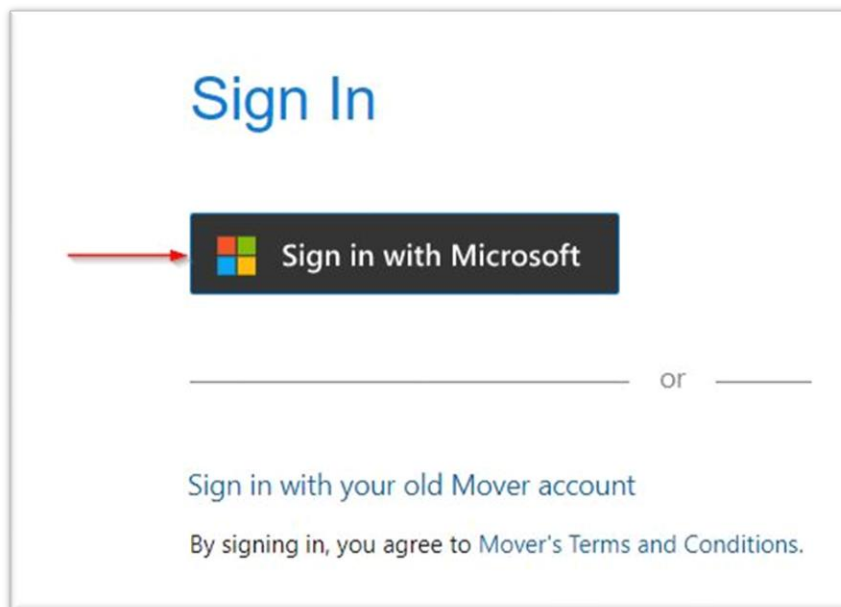 Sign In
Sign in with Microsoft
or
Sign in with your old Mover account
By signing in, you agree to Mover's Terms and Conditions.